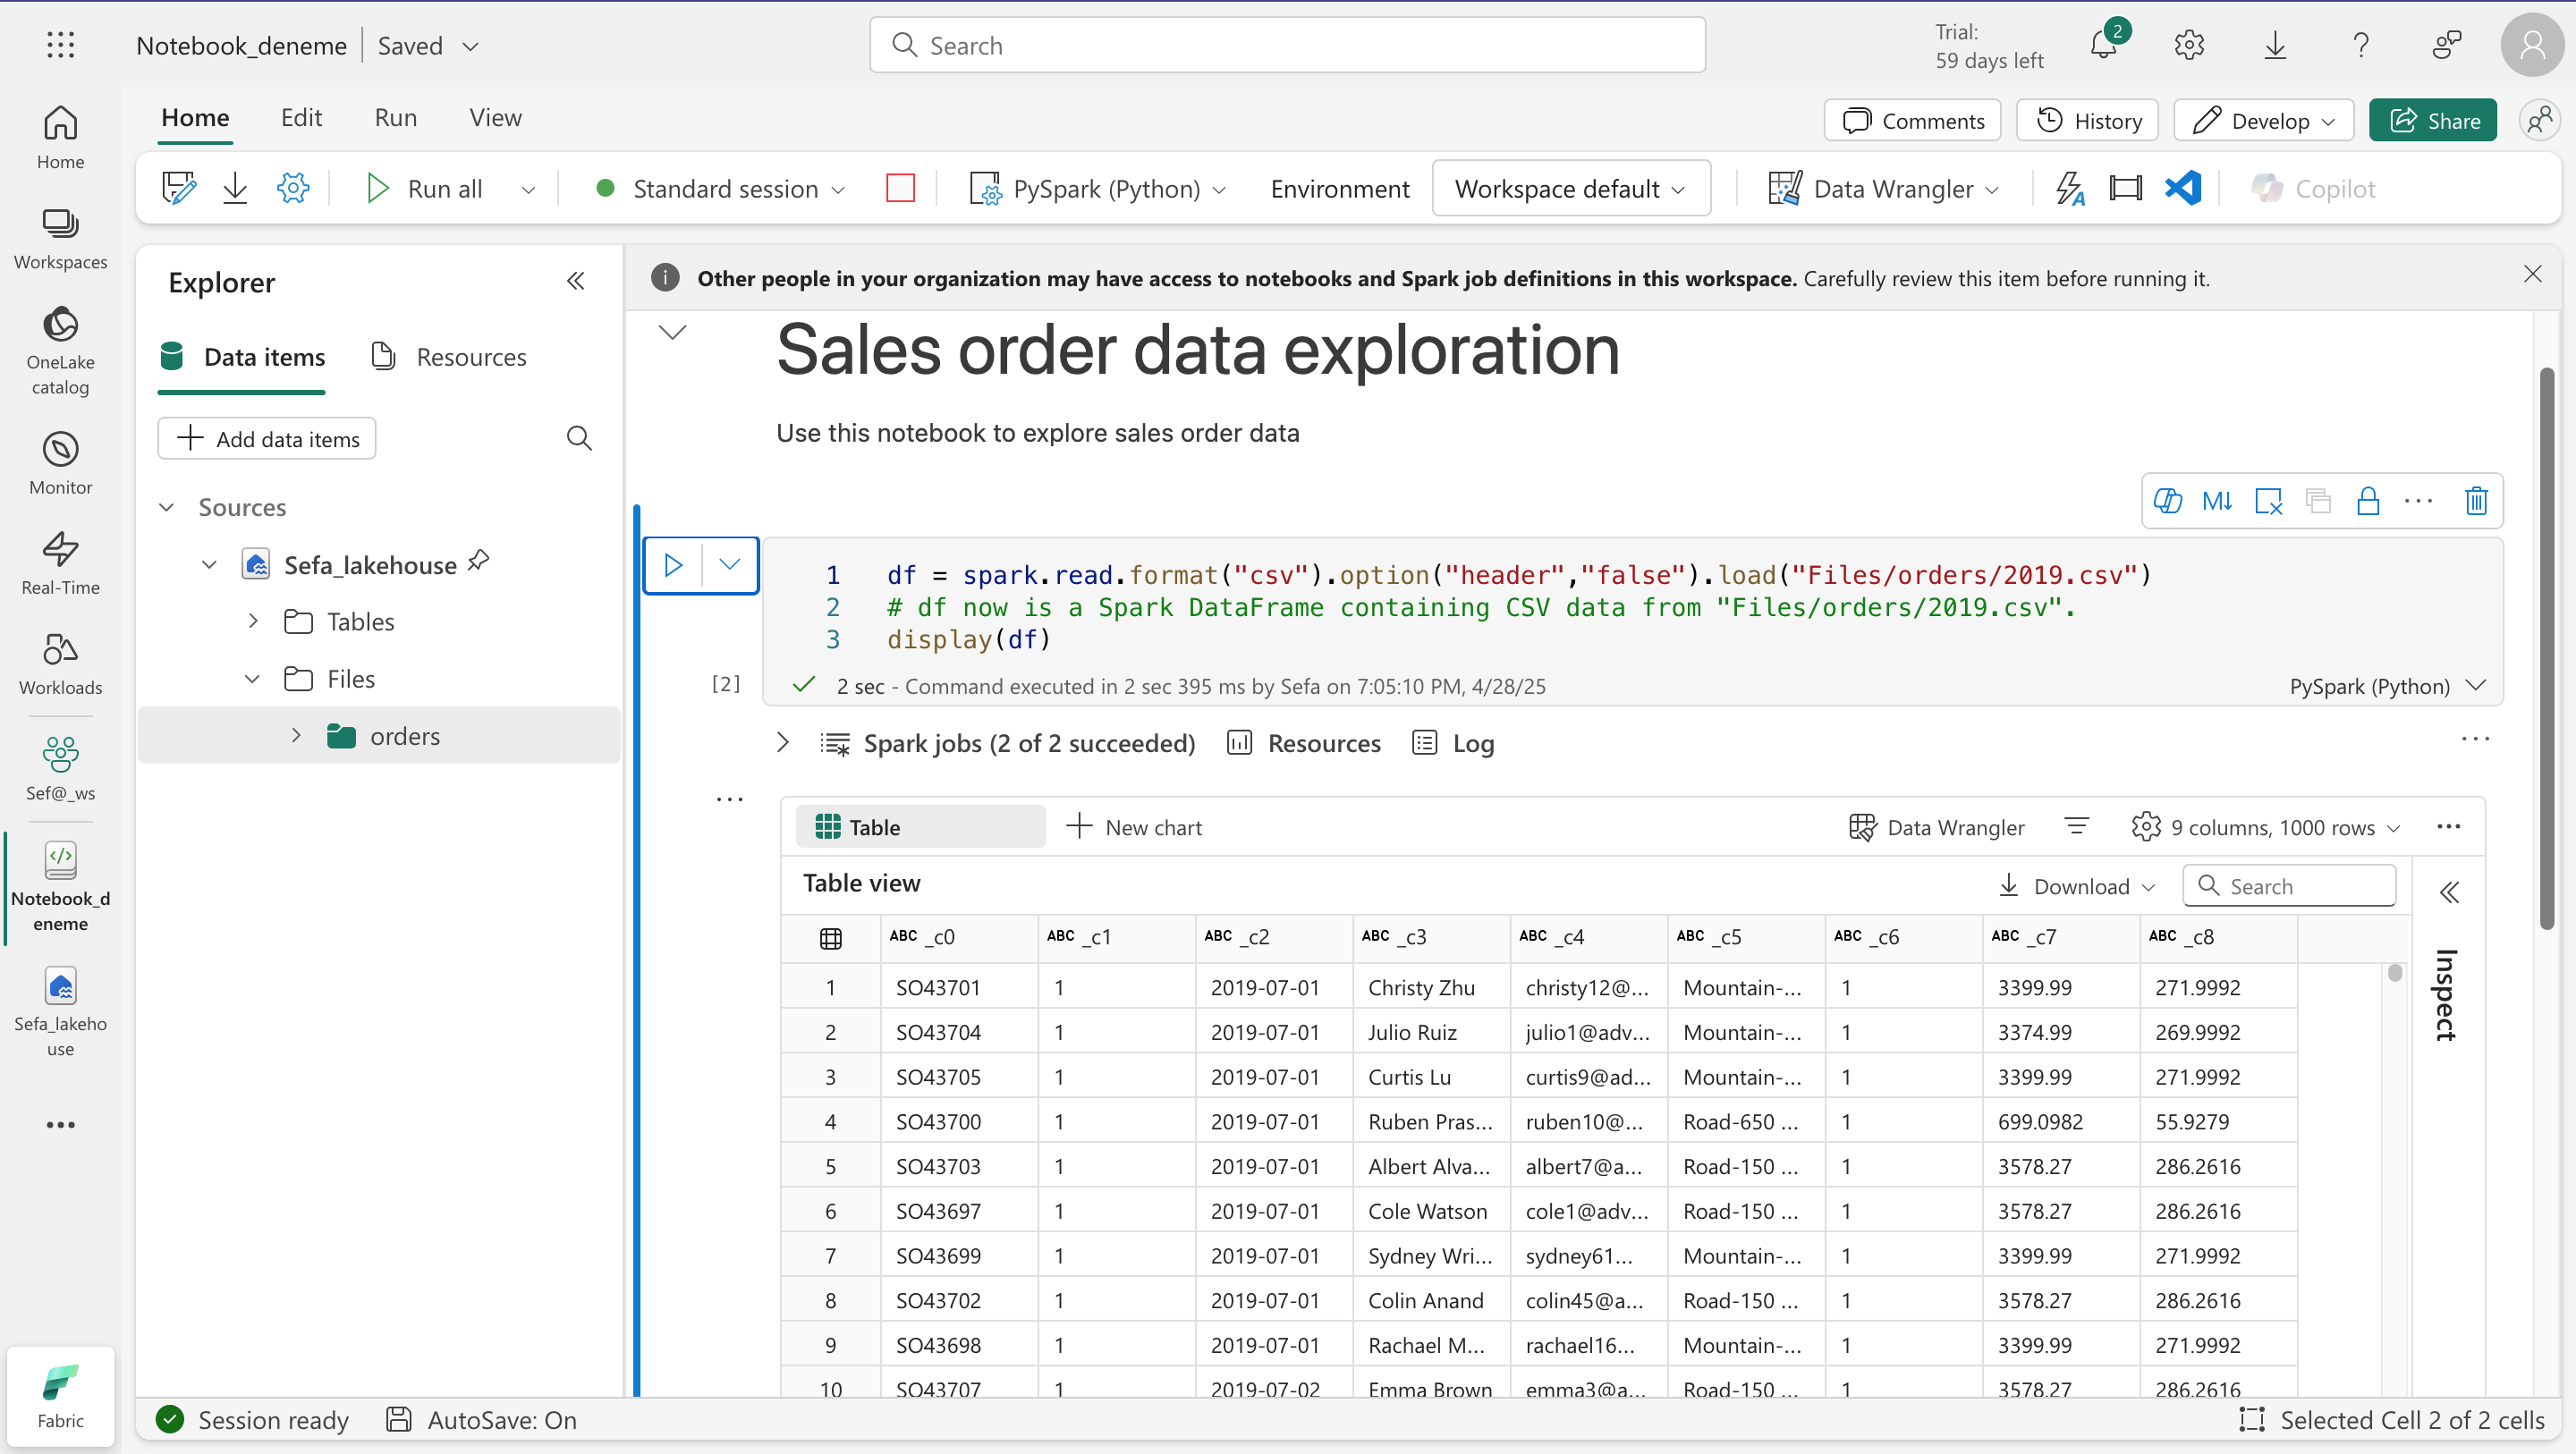 Notebook_deneme | Saved
Search
Trial:
59 days left
2
Home Edit Run View
Comments History Develop Share
Run all Standard session PySpark (Python) Environment Workspace default Data Wrangler Copilot
Home
Workspaces
OneLake
catalog
Monitor
Real-Time
Workloads
Sef@_ws
Notebook_d
eneme
Sefa_lakeho
use
Fabric
Explorer
Data items Resources
Add data items
Sources
Sefa_lakehouse
Tables
Files
orders
Other people in your organization may have access to notebooks and Spark job definitions in this workspace. Carefully review this item before running it.
Sales order data exploration
Use this notebook to explore sales order data
M↓
1 df = spark.read.format("csv").option("header","false").load("Files/orders/2019.csv")
2 # df now is a Spark DataFrame containing CSV data from "Files/orders/2019.csv".
3 display(df)
[2] 2 sec - Command executed in 2 sec 395 ms by Sefa on 7:05:10 PM, 4/28/25 PySpark (Python)
Spark jobs (2 of 2 succeeded) Resources Log
Table New chart Data Wrangler 9 columns, 1000 rows
Table view Download Search
Inspect
ABC _c0 ABC _c1 ABC _c2 ABC _c3 ABC _c4 ABC _c5 ABC _c6 ABC _c7 ABC _c8
1 SO43701 1 2019-07-01 Christy Zhu christy12@... Mountain-... 1 3399.99 271.9992
2 SO43704 1 2019-07-01 Julio Ruiz julio1@adv... Mountain-... 1 3374.99 269.9992
3 SO43705 1 2019-07-01 Curtis Lu curtis9@ad... Mountain-... 1 3399.99 271.9992
4 SO43700 1 2019-07-01 Ruben Pras... ruben10@... Road-650 ... 1 699.0982 55.9279
5 SO43703 1 2019-07-01 Albert Alva... albert7@a... Road-150 ... 1 3578.27 286.2616
6 SO43697 1 2019-07-01 Cole Watson cole1@adv... Road-150 ... 1 3578.27 286.2616
7 SO43699 1 2019-07-01 Sydney Wri... sydney61... Mountain-... 1 3399.99 271.9992
8 SO43702 1 2019-07-01 Colin Anand colin45@a... Road-150 ... 1 3578.27 286.2616
9 SO43698 1 2019-07-01 Rachael M... rachael16... Mountain-... 1 3399.99 271.9992
10 SO43707 1 2019-07-02 Emma Brown emma3@a... Road-150 ... 1 3578.27 286.2616
Session ready AutoSave: On Selected Cell 2 of 2 cells